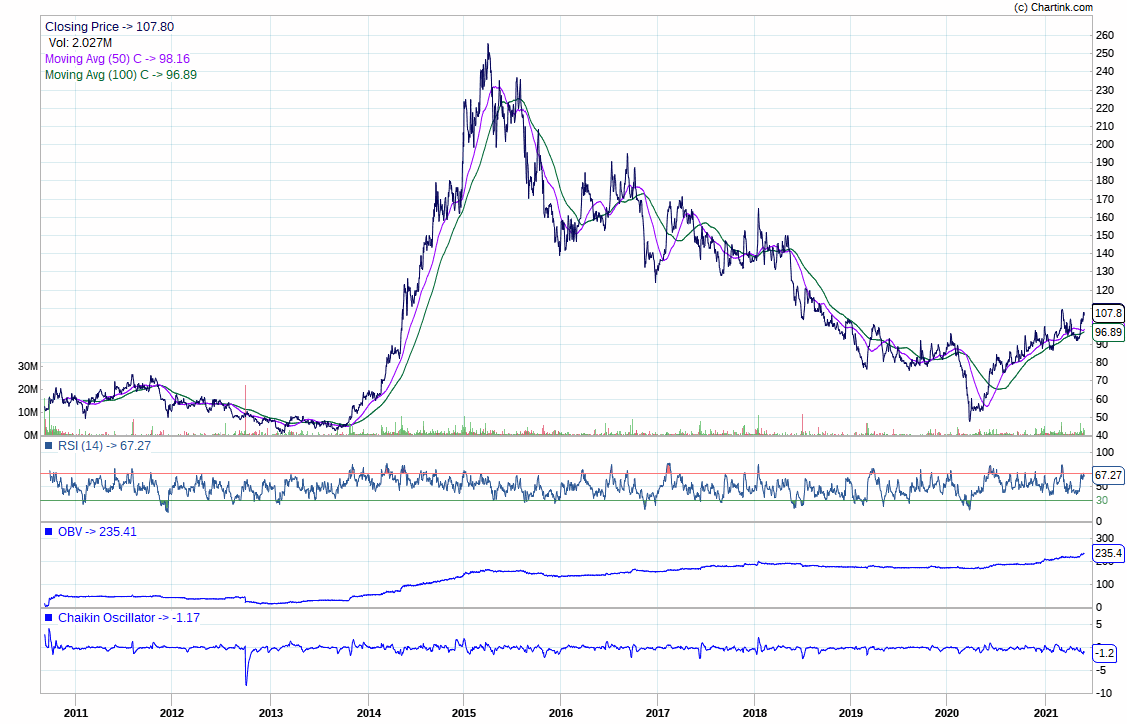 (c) Chartink.com
Closing Price -> 107.80
Vol: 2.027M
Moving Avg (50) C -> 98.16
Moving Avg (100) C -> 96.89
260
250
240
230
220
210
200
190
180
170
160
150
140
130
120
107.8
96.89
90
80
70
60
50
40
30M
20M
10M
0M
RSI (14) -> 67.27
100
67.27
50
30
0
OBV -> 235.41
300
235.4
200
100
0
Chaikin Oscillator -> -1.17
5
-1.2
-5
-10
2011 2012 2013 2014 2015 2016 2017 2018 2019 2020 2021